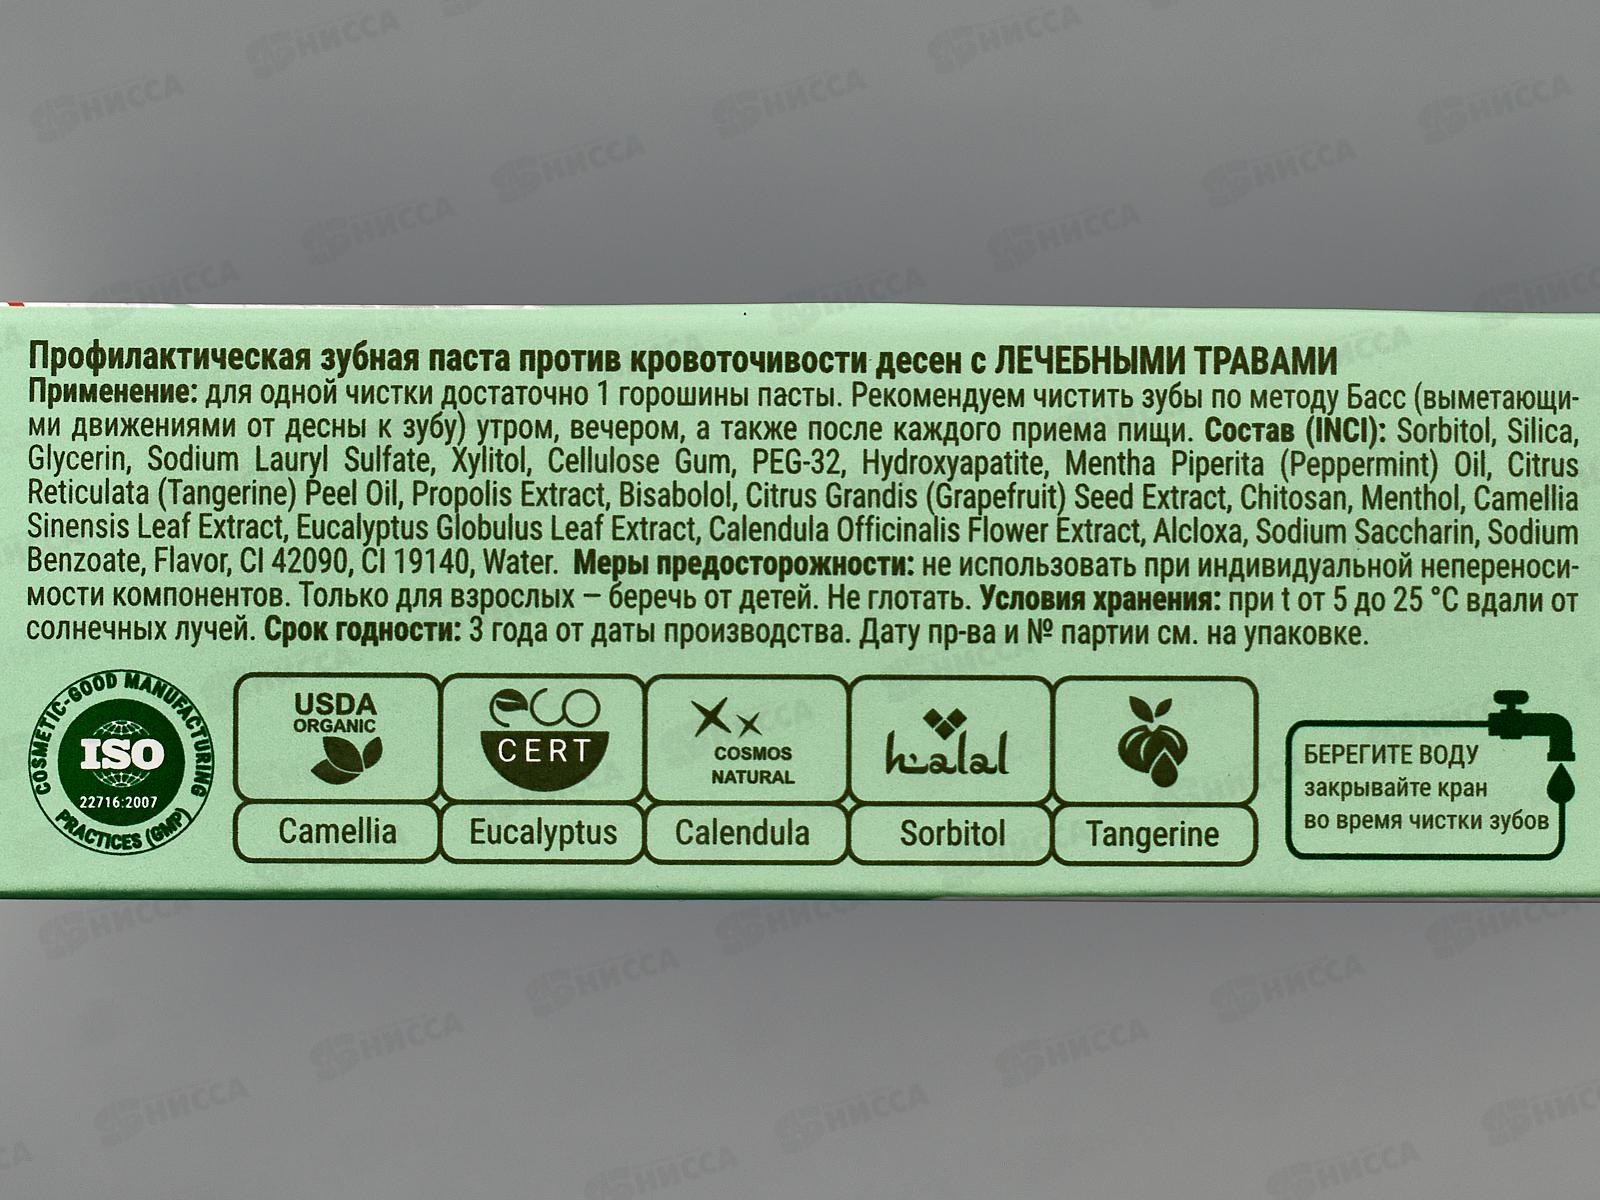 Профилактическая зубная паста против кровоточивости десен с ЛЕЧЕБНЫМИ ТРАВАМИ
Применение: для одной чистки достаточно 1 горошины пасты. Рекомендуем чистить зубы по методу Басс (выметающи-
ми движениями от десны к зубу) утром, вечером, а также после каждого приема пищи. Состав (INCI): Sorbitol, Silica,
Glycerin, Sodium Lauryl Sulfate, Xylitol, Cellulose Gum, PEG-32, Hydroxyapatite, Mentha Piperita (Peppermint) Oil, Citrus
Reticulata (Tangerine) Peel Oil, Propolis Extract, Bisabolol, Citrus Grandis (Grapefruit) Seed Extract, Chitosan, Menthol, Camellia
Sinensis Leaf Extract, Eucalyptus Globulus Leaf Extract, Calendula Officinalis Flower Extract, Alcloxa, Sodium Saccharin, Sodium
Benzoate, Flavor, CI 42090, CI 19140, Water. Меры предосторожности: не использовать при индивидуальной непереноси-
мости компонентов. Только для взрослых – беречь от детей. Не глотать. Условия хранения: при t от 5 до 25 °C вдали от
солнечных лучей. Срок годности: 3 года от даты производства. Дату пр-ва и № партии см. на упаковке.
COSMETIC-GOOD MANUFACTURING
ISO
22716:2007
PRACTICES (GMP)
USDA
ORGANIC
Camellia
eco
CERT
Eucalyptus
COSMOS
NATURAL
Calendula
halal
Sorbitol
Tangerine
БЕРЕГИТЕ ВОДУ
закрывайте кран
во время чистки зубов
НИССА